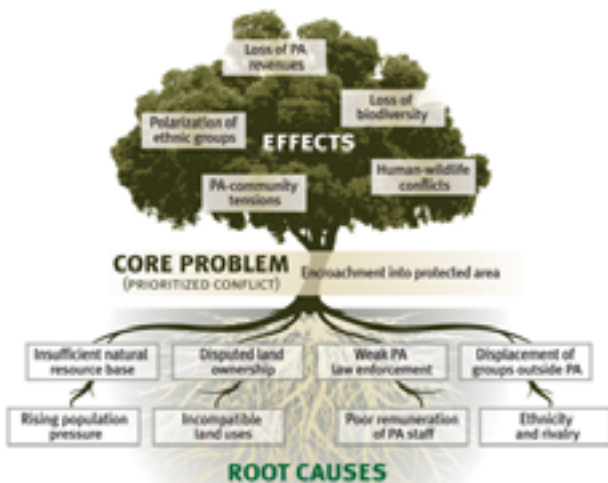 Loss of PA
revenues
Loss of
biodiversity
Polarization of
ethnic groups
EFFECTS
Human-wildlife
conflicts
PA-community
tensions
CORE PROBLEM
(PRIORITIZED CONFLICT)
Encroachment into protected area
Insufficient natural
resource base
Disputed land
ownership
Weak PA
law enforcement
Displacement of
groups outside PA
Rising population
pressure
Incompatible
land uses
Poor remuneration
of PA staff
Ethnicity
and rivalry
ROOT CAUSES